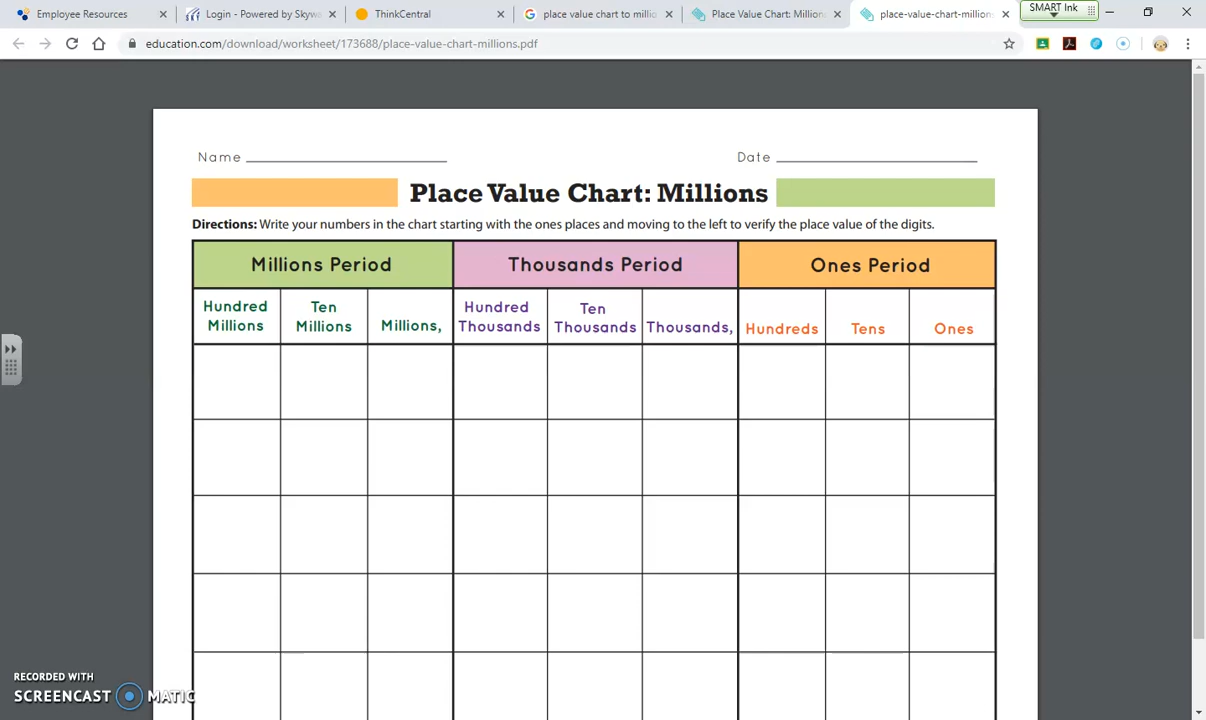 Employee Resources
Login - Powered by Skyw
ThinkCentral
place value chart to millio
Place Value Chart: Millions
place-value-chart-millions
SMART Ink
education.com/download/worksheet/173688/place-value-chart-millions.pdf
Name
Date
Place Value Chart: Millions
Directions: Write your numbers in the chart starting with the ones places and moving to the left to verify the place value of the digits.
Millions Period
Thousands Period
Ones Period
Hundred
Millions
Ten
Millions
Millions,
Hundred
Thousands
Ten
Thousands
Thousands,
Hundreds
Tens
Ones
RECORDED WITH
SCREENCAST MATIC